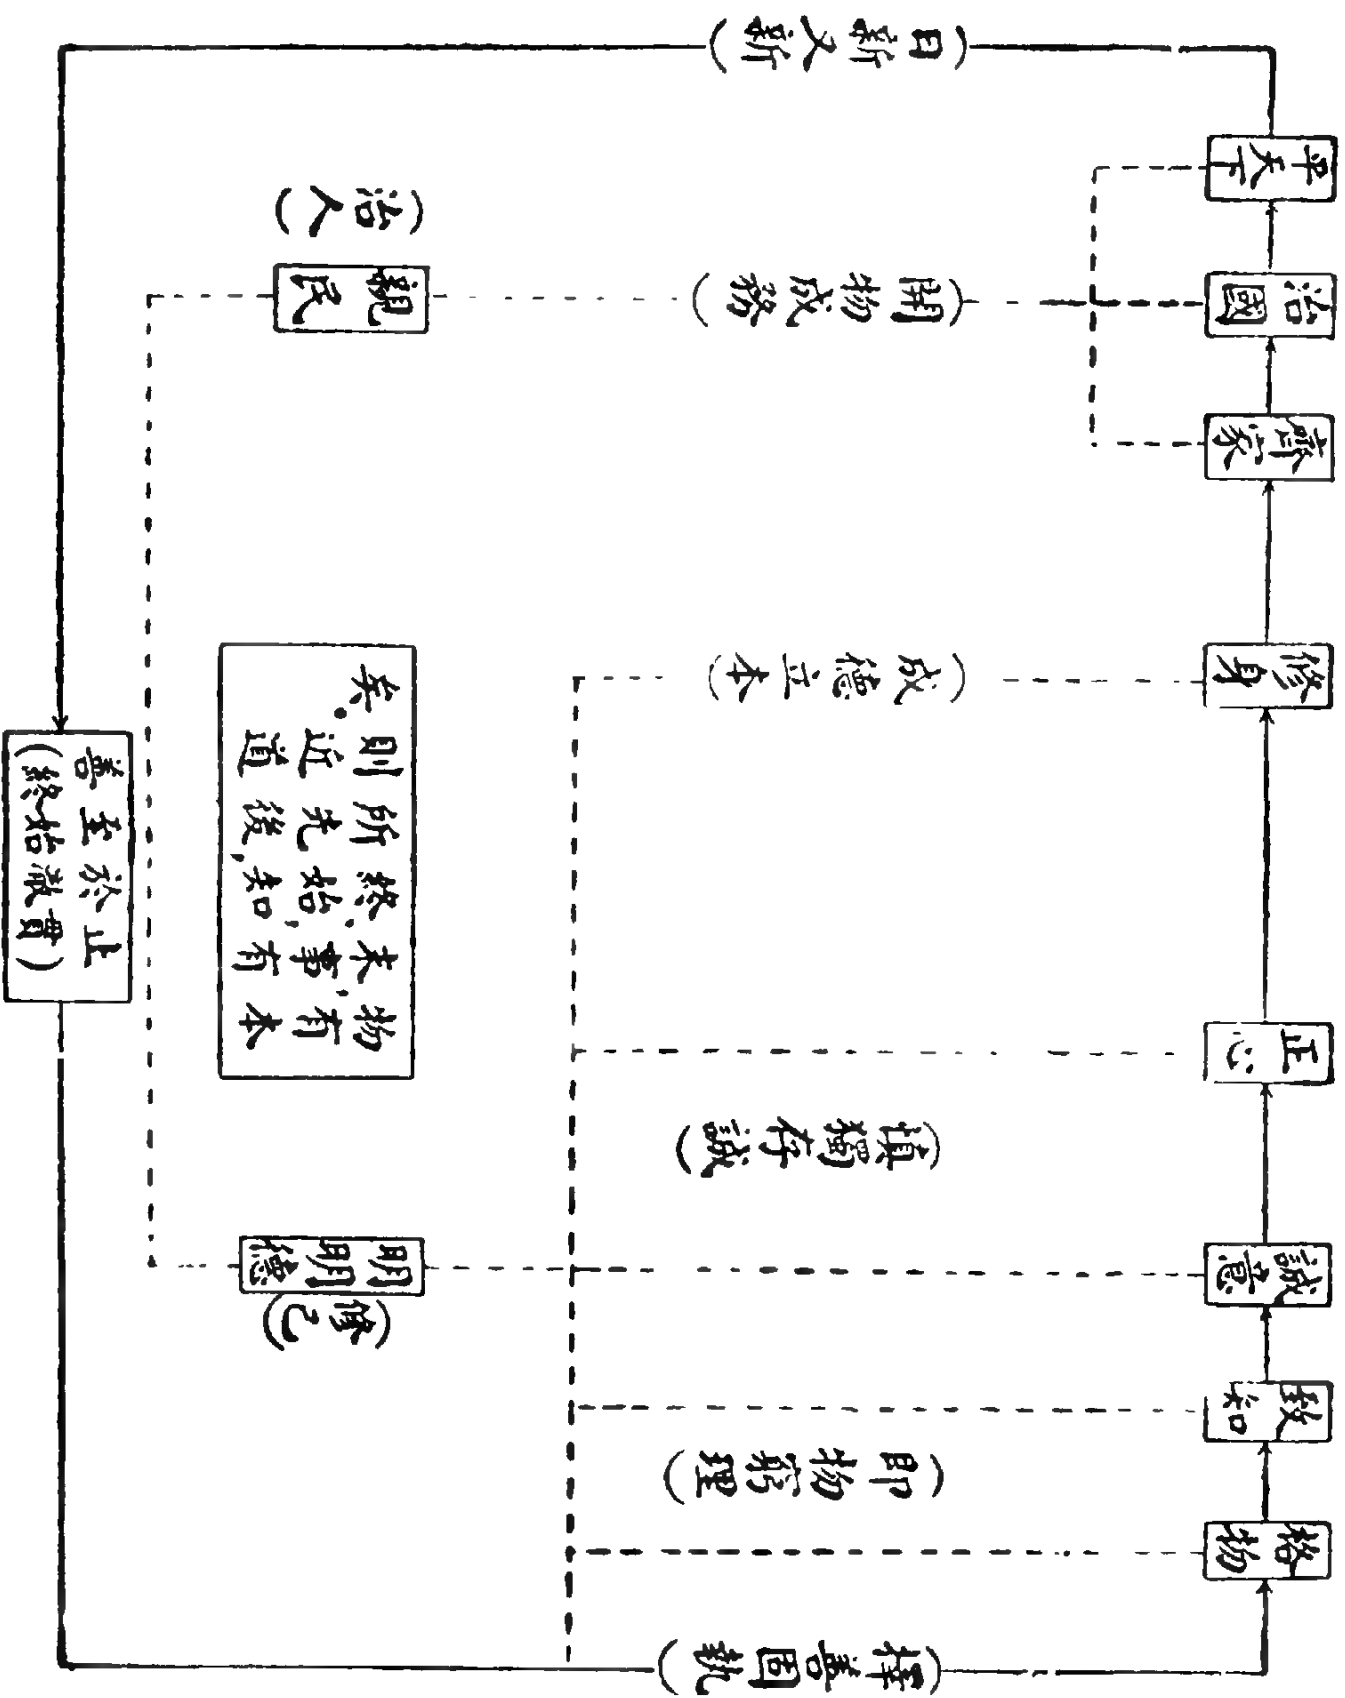 平天下
治國
齊家
修身
正心
誠意
致知
格物
(日新又新)
(開物成務)
(成德立本)
(慎獨存誠)
(即物窮理)
(擇善固執)
親民
(治人)
物有本
末,事有
終始,知
所先後,
則近道
矣.
明明德
(修己)
止於至善
(貫澈始終)